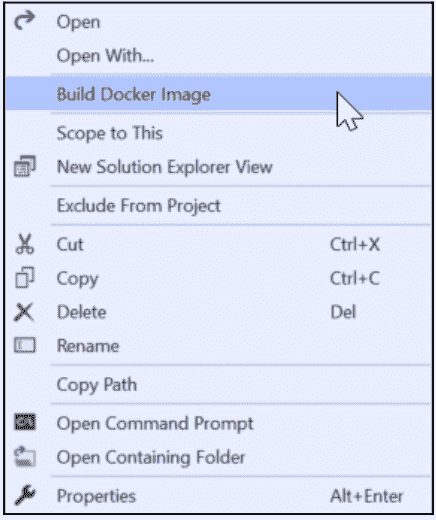 Open
Open With...
Build Docker Image
Scope to This
New Solution Explorer View
Exclude From Project
Cut Ctrl+X
Copy Ctrl+C
Delete Del
Rename
Copy Path
Open Command Prompt
Open Containing Folder
Properties Alt+Enter